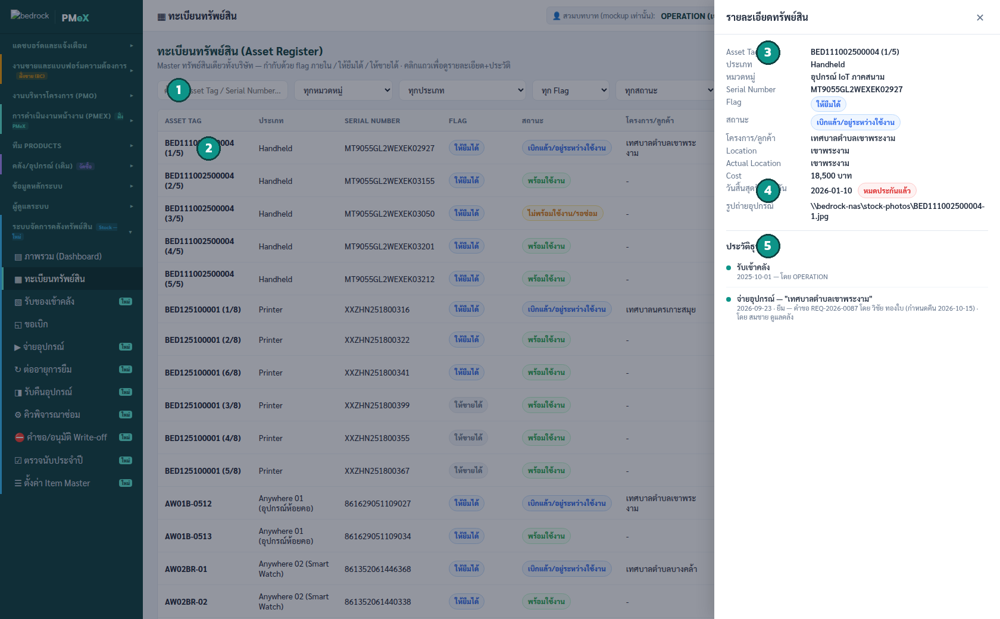 bedrock PMeX
แดชบอร์ดและแจ้งเตือน
งานขายและแบบฟอร์มความต้องการ
ฝั่งขาย (BC)
งานบริหารโครงการ (PMO)
การดำเนินงานหน้างาน (PMEX) ฝั่ง
PMeX
ทีม PRODUCTS
คลัง/อุปกรณ์ (เดิม) จัดซื้อ
ข้อมูลหลักระบบ
ผู้ดูแลระบบ
ระบบจัดการคลังทรัพย์สิน Stock —
ใหม่
ภาพรวม (Dashboard)
ทะเบียนทรัพย์สิน
รับของเข้าคลัง ใหม่
ขอเบิก
จ่ายอุปกรณ์ ใหม่
ต่ออายุการยืม ใหม่
รับคืนอุปกรณ์ ใหม่
คิวพิจารณาซ่อม ใหม่
คำขอ/อนุมัติ Write-off ใหม่
ตรวจนับประจำปี ใหม่
ตั้งค่า Item Master ใหม่
ทะเบียนทรัพย์สิน
สวมบทบาท (mockup เท่านั้น): OPERATION
ทะเบียนทรัพย์สิน (Asset Register)
Master ทรัพย์สินเดียวทั้งบริษัท — กำกับด้วย flag ภายใน / ให้ยืมได้ / ให้ขายได้ · คลิกแถวเพื่อดูรายละเอียด+ประวัติ
1 Asset Tag / Serial Number... ทุกหมวดหมู่ ทุกประเภท ทุก Flag ทุกสถานะ
ASSET TAG ประเภท SERIAL NUMBER FLAG สถานะ โครงการ/ลูกค้า
2
(1/5) Handheld MT9055GL2WEXEK02927 ให้ยืมได้ เบิกแล้ว/อยู่ระหว่างใช้งาน เทศบาลตำบลเขาพระ
งาม
BED111002500004
(2/5) Handheld MT9055GL2WEXEK03155 ให้ยืมได้ พร้อมใช้งาน -
BED111002500004
(3/5) Handheld MT9055GL2WEXEK03050 ให้ยืมได้ ไม่พร้อมใช้งาน/รอซ่อม -
BED111002500004
(4/5) Handheld MT9055GL2WEXEK03201 ให้ยืมได้ พร้อมใช้งาน -
BED111002500004
(5/5) Handheld MT9055GL2WEXEK03212 ให้ยืมได้ พร้อมใช้งาน -
BED125100001 (1/8) Printer XXZHN251800316 ให้ยืมได้ เบิกแล้ว/อยู่ระหว่างใช้งาน เทศบาลนครเกาะสมุย
BED125100001 (2/8) Printer XXZHN251800322 ให้ยืมได้ พร้อมใช้งาน -
BED125100001 (6/8) Printer XXZHN251800341 ให้ยืมได้ พร้อมใช้งาน -
BED125100001 (3/8) Printer XXZHN251800399 ให้ขายได้ พร้อมใช้งาน -
BED125100001 (4/8) Printer XXZHN251800355 ให้ขายได้ พร้อมใช้งาน -
BED125100001 (5/8) Printer XXZHN251800367 ให้ขายได้ พร้อมใช้งาน -
AW01B-0512 Anywhere 01
(อุปกรณ์ห้อยคอ) 861629051109027 ให้ยืมได้ เบิกแล้ว/อยู่ระหว่างใช้งาน เทศบาลตำบลเขาพระ
งาม
AW01B-0513 Anywhere 01
(อุปกรณ์ห้อยคอ) 861629051109034 ให้ยืมได้ พร้อมใช้งาน -
AW02BR-01 Anywhere 02 (Smart
Watch) 861352061446368 ให้ยืมได้ เบิกแล้ว/อยู่ระหว่างใช้งาน เทศบาลตำบลบางคล้า
AW02BR-02 Anywhere 02 (Smart
Watch) 861352061440338 ให้ยืมได้ พร้อมใช้งาน -
รายละเอียดทรัพย์สิน
Asset 3 BED111002500004 (1/5)
ประเภท Handheld
หมวดหมู่ อุปกรณ์ IoT ภาคสนาม
Serial Number MT9055GL2WEXEK02927
Flag ให้ยืมได้
สถานะ เบิกแล้ว/อยู่ระหว่างใช้งาน
โครงการ/ลูกค้า เทศบาลตำบลเขาพระงาม
Location เขาพระงาม
Actual Location เขาพระงาม
Cost 18,500 บาท
4 2026-01-10 หมดประกันแล้ว
รูปถ่ายอุปกรณ์ \\bedrock-nas\stock-photos\BED111002500004-
1.jpg
5
รับเข้าคลัง
2025-10-01 — โดย OPERATION
จ่ายอุปกรณ์ — "เทศบาลตำบลเขาพระงาม"
2026-09-23 · ยืม — คำขอ REQ-2026-0087 โดย วิชัย ทองใบ (กำหนดคืน 2026-10-15) ·
โดย สมชาย ดูแลคลัง